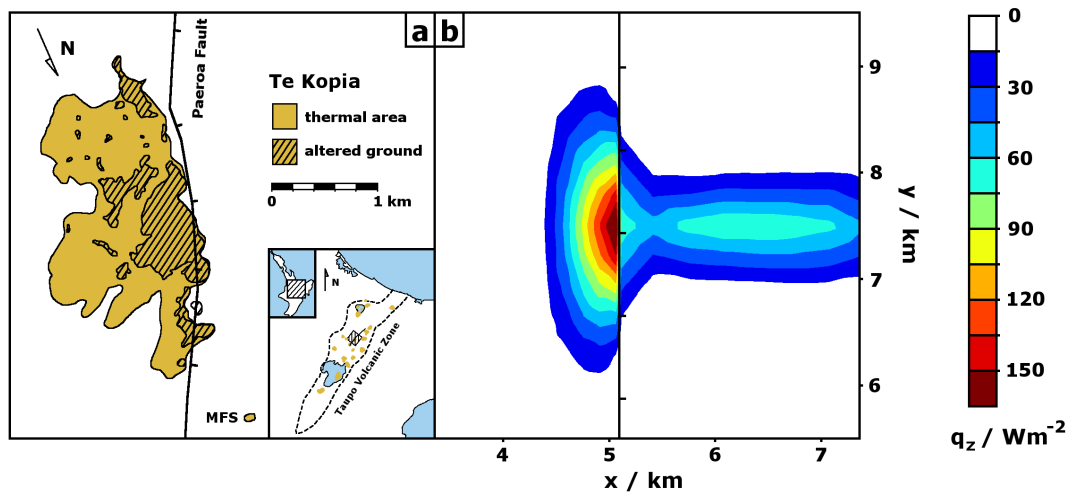 a
b
N
Paeroa Fault
Te Kopia
thermal area
altered ground
0 1 km
N
Taupo Volcanic Zone
MFS
9
8
7
6
y / km
4 5 6 7
x / km
0
30
60
90
120
150
qz / Wm-2